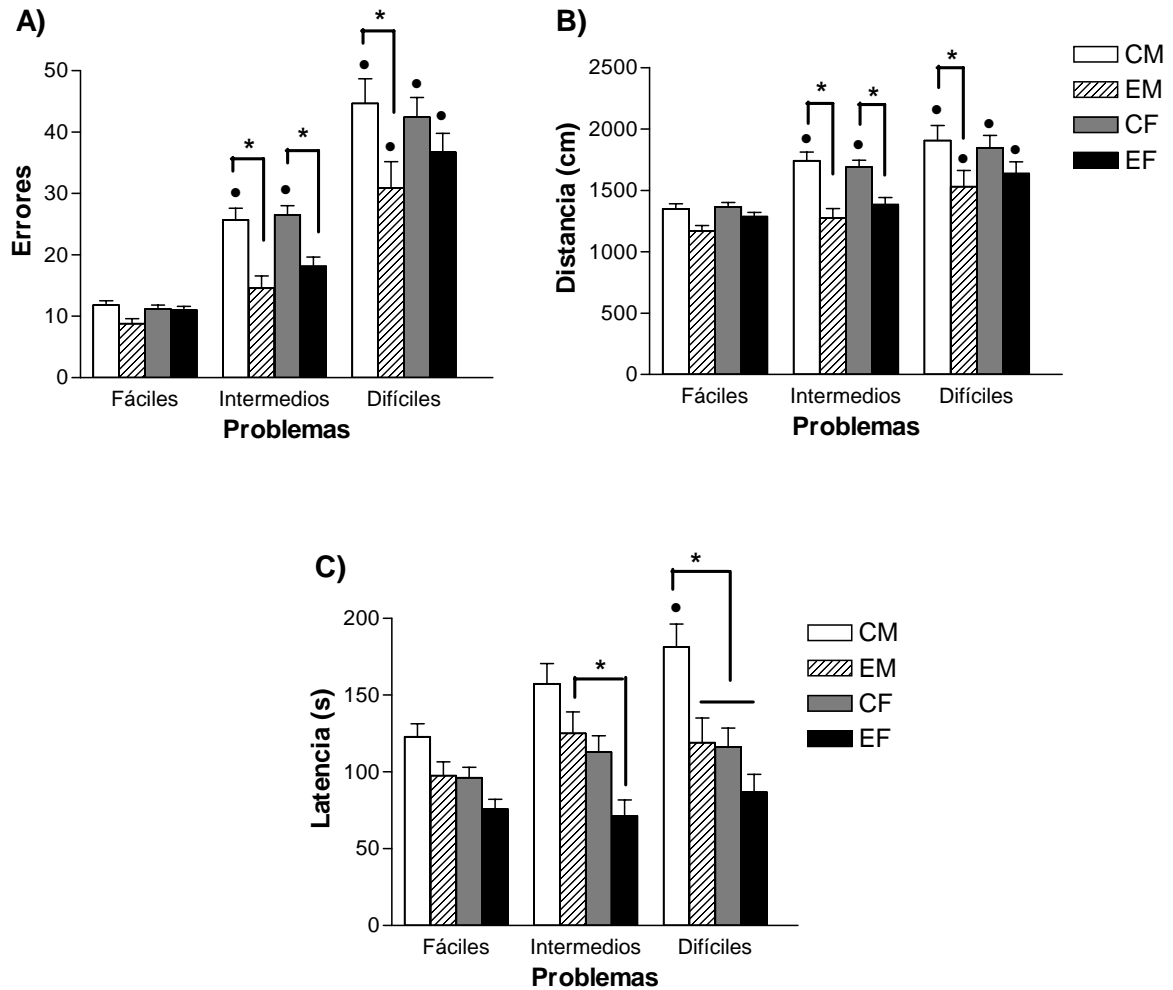 A)
*
Errores
50
40
30
20
10
0
*
*
Fáciles
Intermedios
Difíciles
Problemas
B)
Distancia (cm)
2500
2000
1500
1000
500
0
*
*
*
Fáciles
Intermedios
Difíciles
Problemas
CM
EM
CF
EF
C)
Latencia (s)
200
150
100
50
0
*
*
Fáciles
Intermedios
Difíciles
Problemas
CM
EM
CF
EF